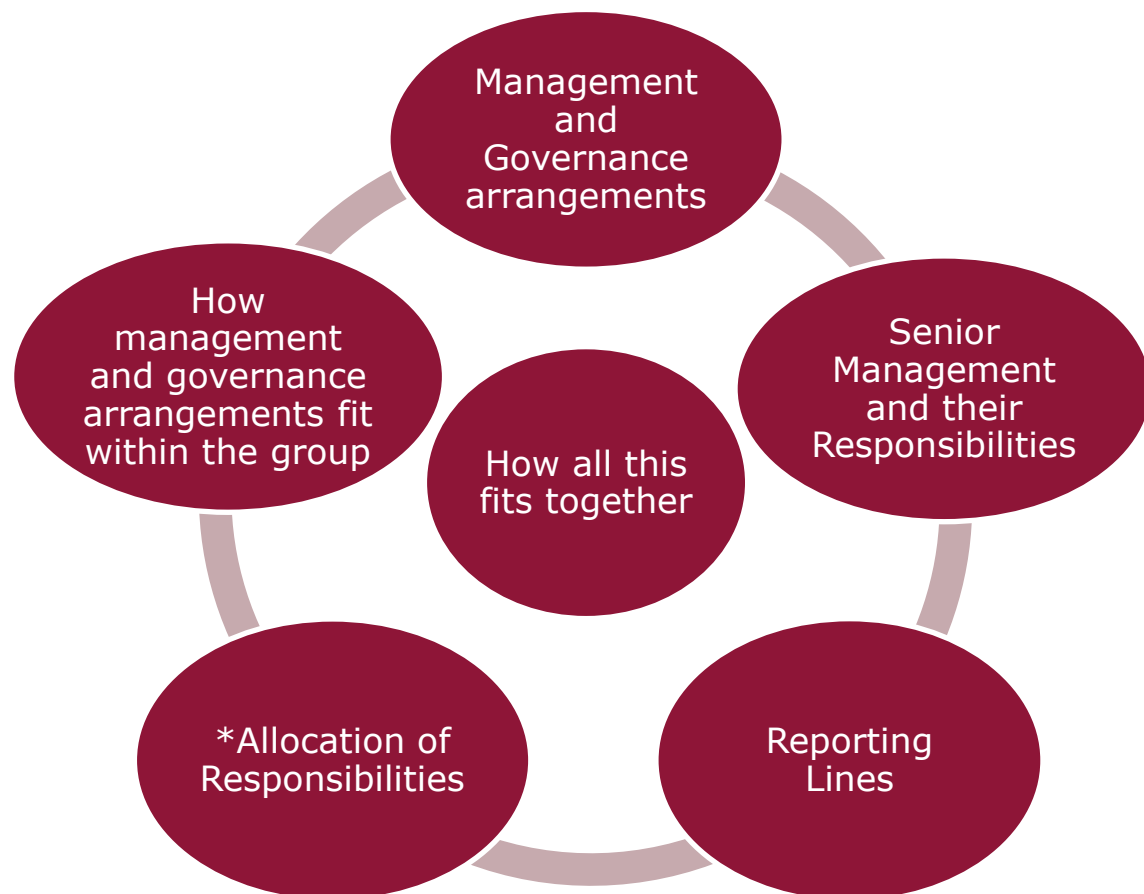 Management
and
Governance
arrangements
Senior
Management
and their
Responsibilities
Reporting
Lines
*Allocation of
Responsibilities
How
management
and governance
arrangements fit
within the group
How all this
fits together